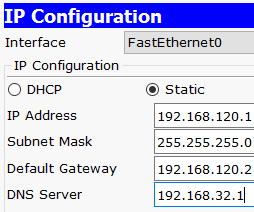 IP Configuration
Interface FastEthernet0
IP Configuration
DHCP Static
IP Address 192.168.120.1
Subnet Mask 255.255.255.0
Default Gateway 192.168.120.2
DNS Server 192.168.32.1